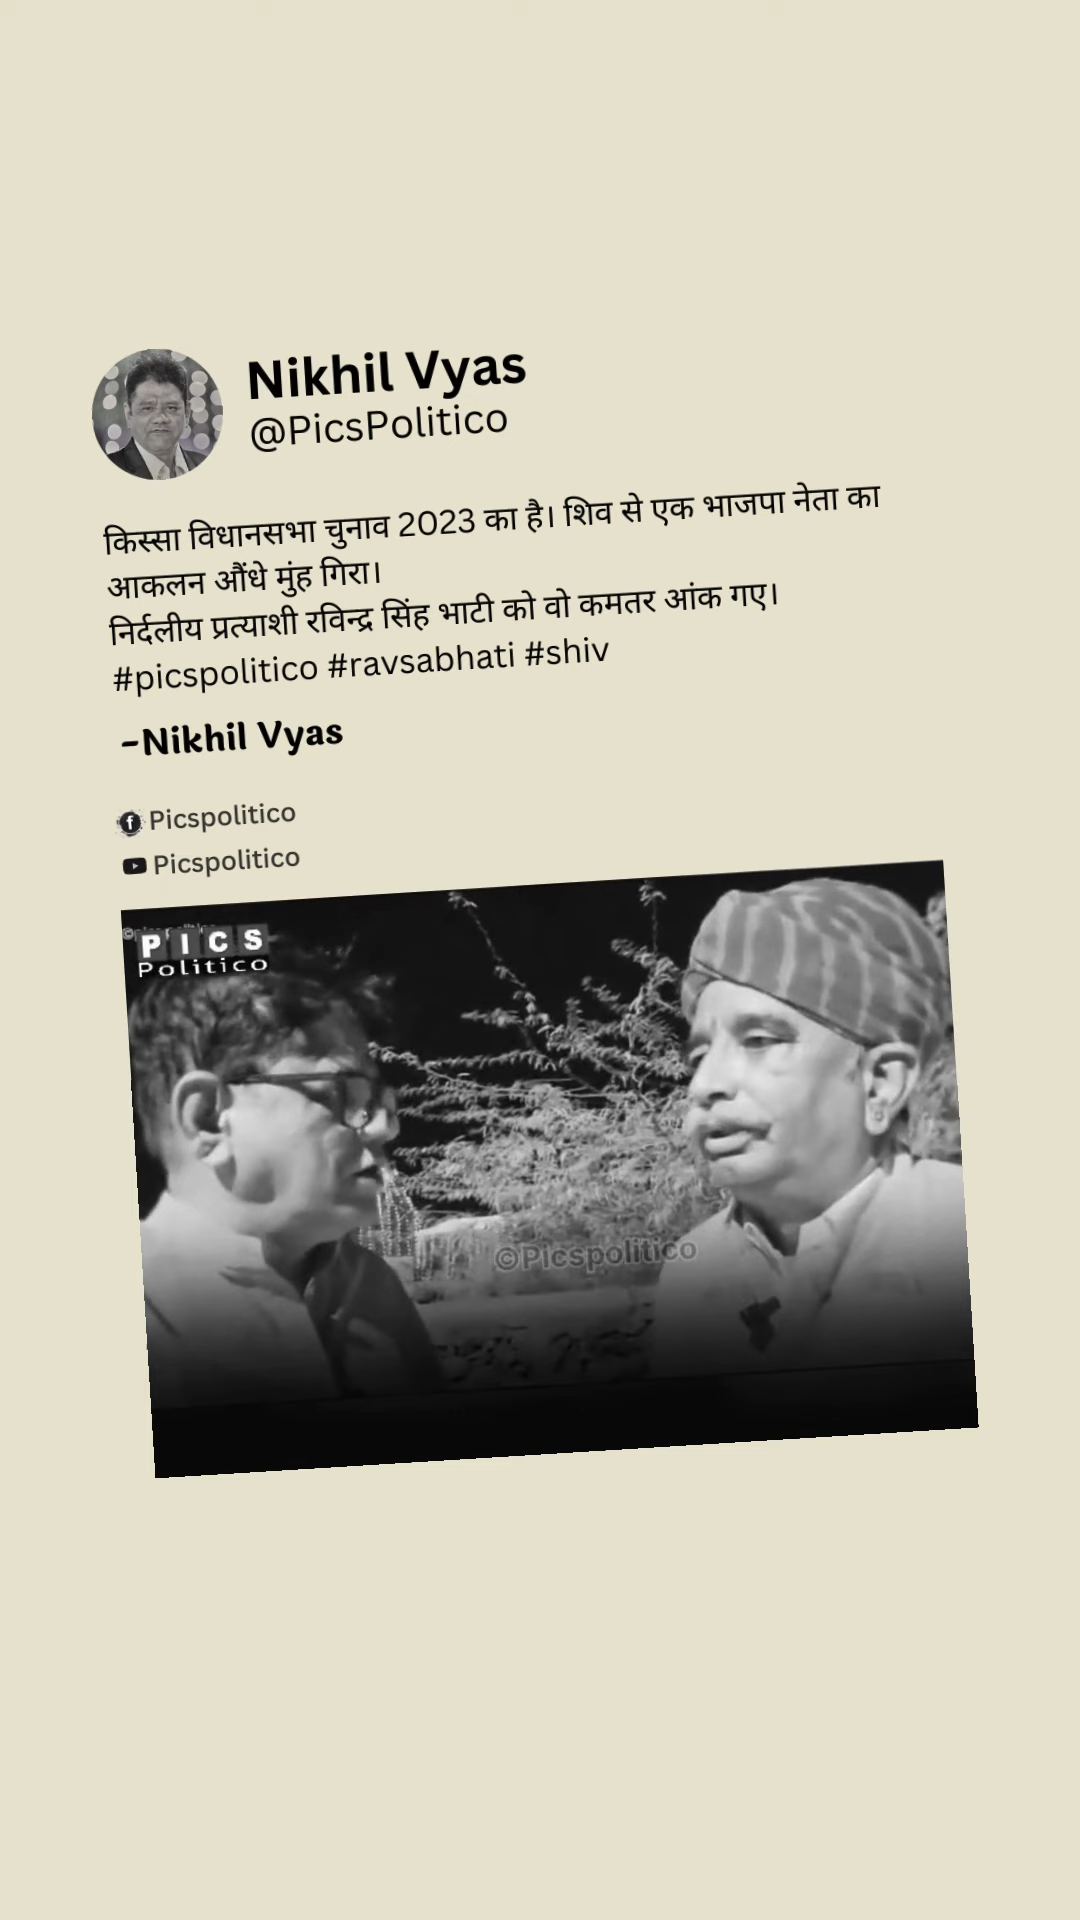 Nikhil Vyas
@PicsPolitico
किस्सा विधानसभा चुनाव 2023 का है। शिव से एक भाजपा नेता का
आकलन औंधे मुंह गिरा।
निर्दलीय प्रत्याशी रविन्द्र सिंह भाटी को वो कमतर आंक गए।
#picspolitico #ravsabhati #shiv
-Nikhil Vyas
Picspolitico
Picspolitico
PICS
Politico
©Picspolitico